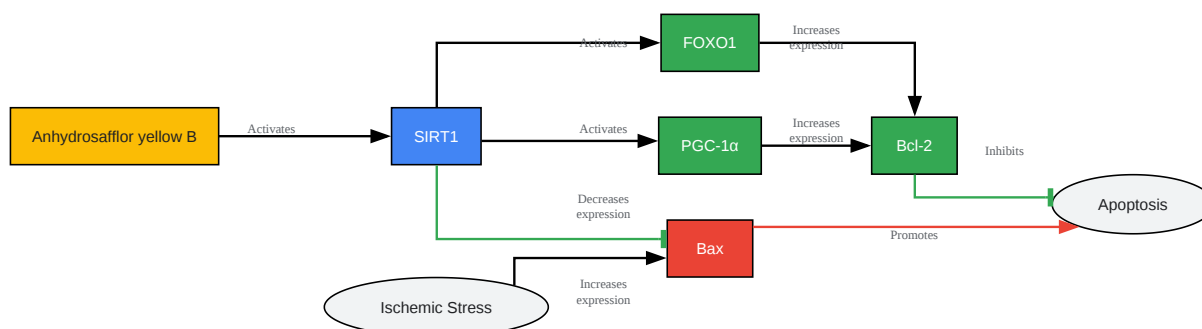 FOXO1
Activates
Increases
expression
Anhydrosafflor yellow B
Activates
SIRT1
Activates
PGC-1α
Increases
expression
Bcl-2
Inhibits
Decreases
expression
Apoptosis
Bax
Promotes
Increases
expression
Ischemic Stress